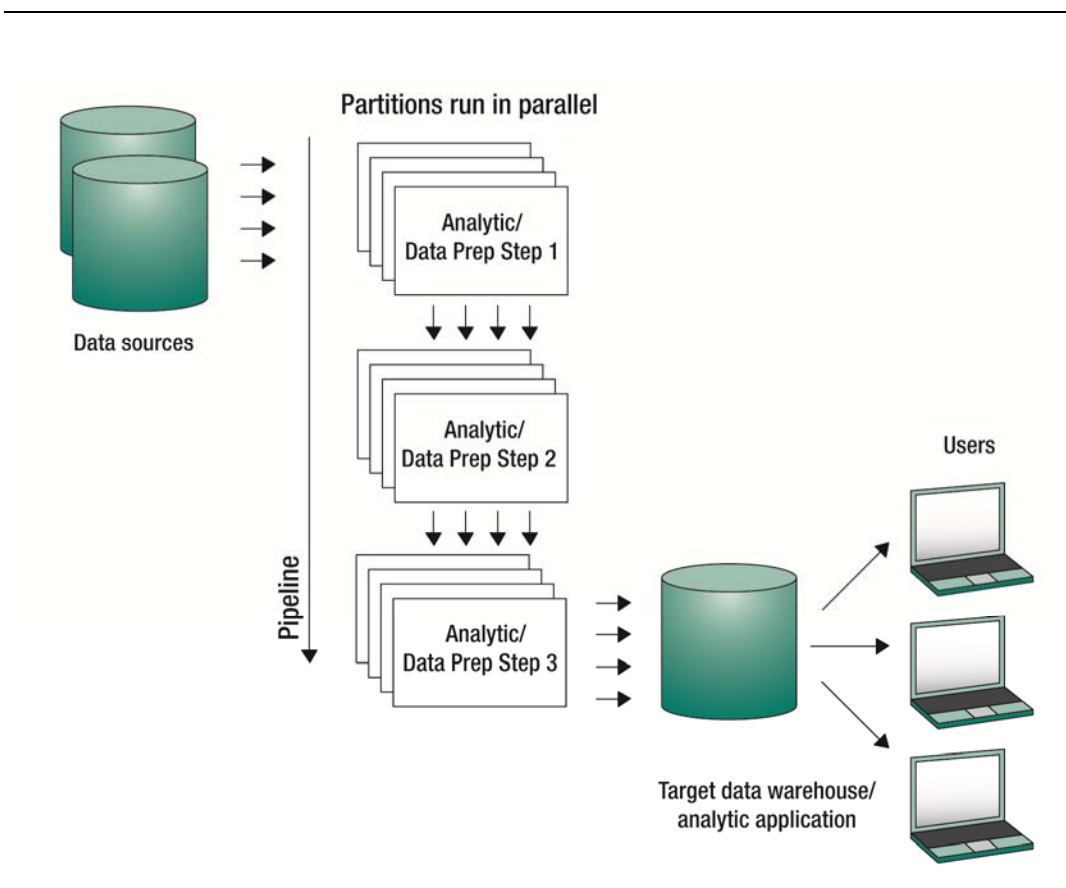 Partitions run in parallel
Data sources
Analytic/
Data Prep Step 1
Analytic/
Data Prep Step 2
Pipeline
Analytic/
Data Prep Step 3
Users
Target data warehouse/
analytic application